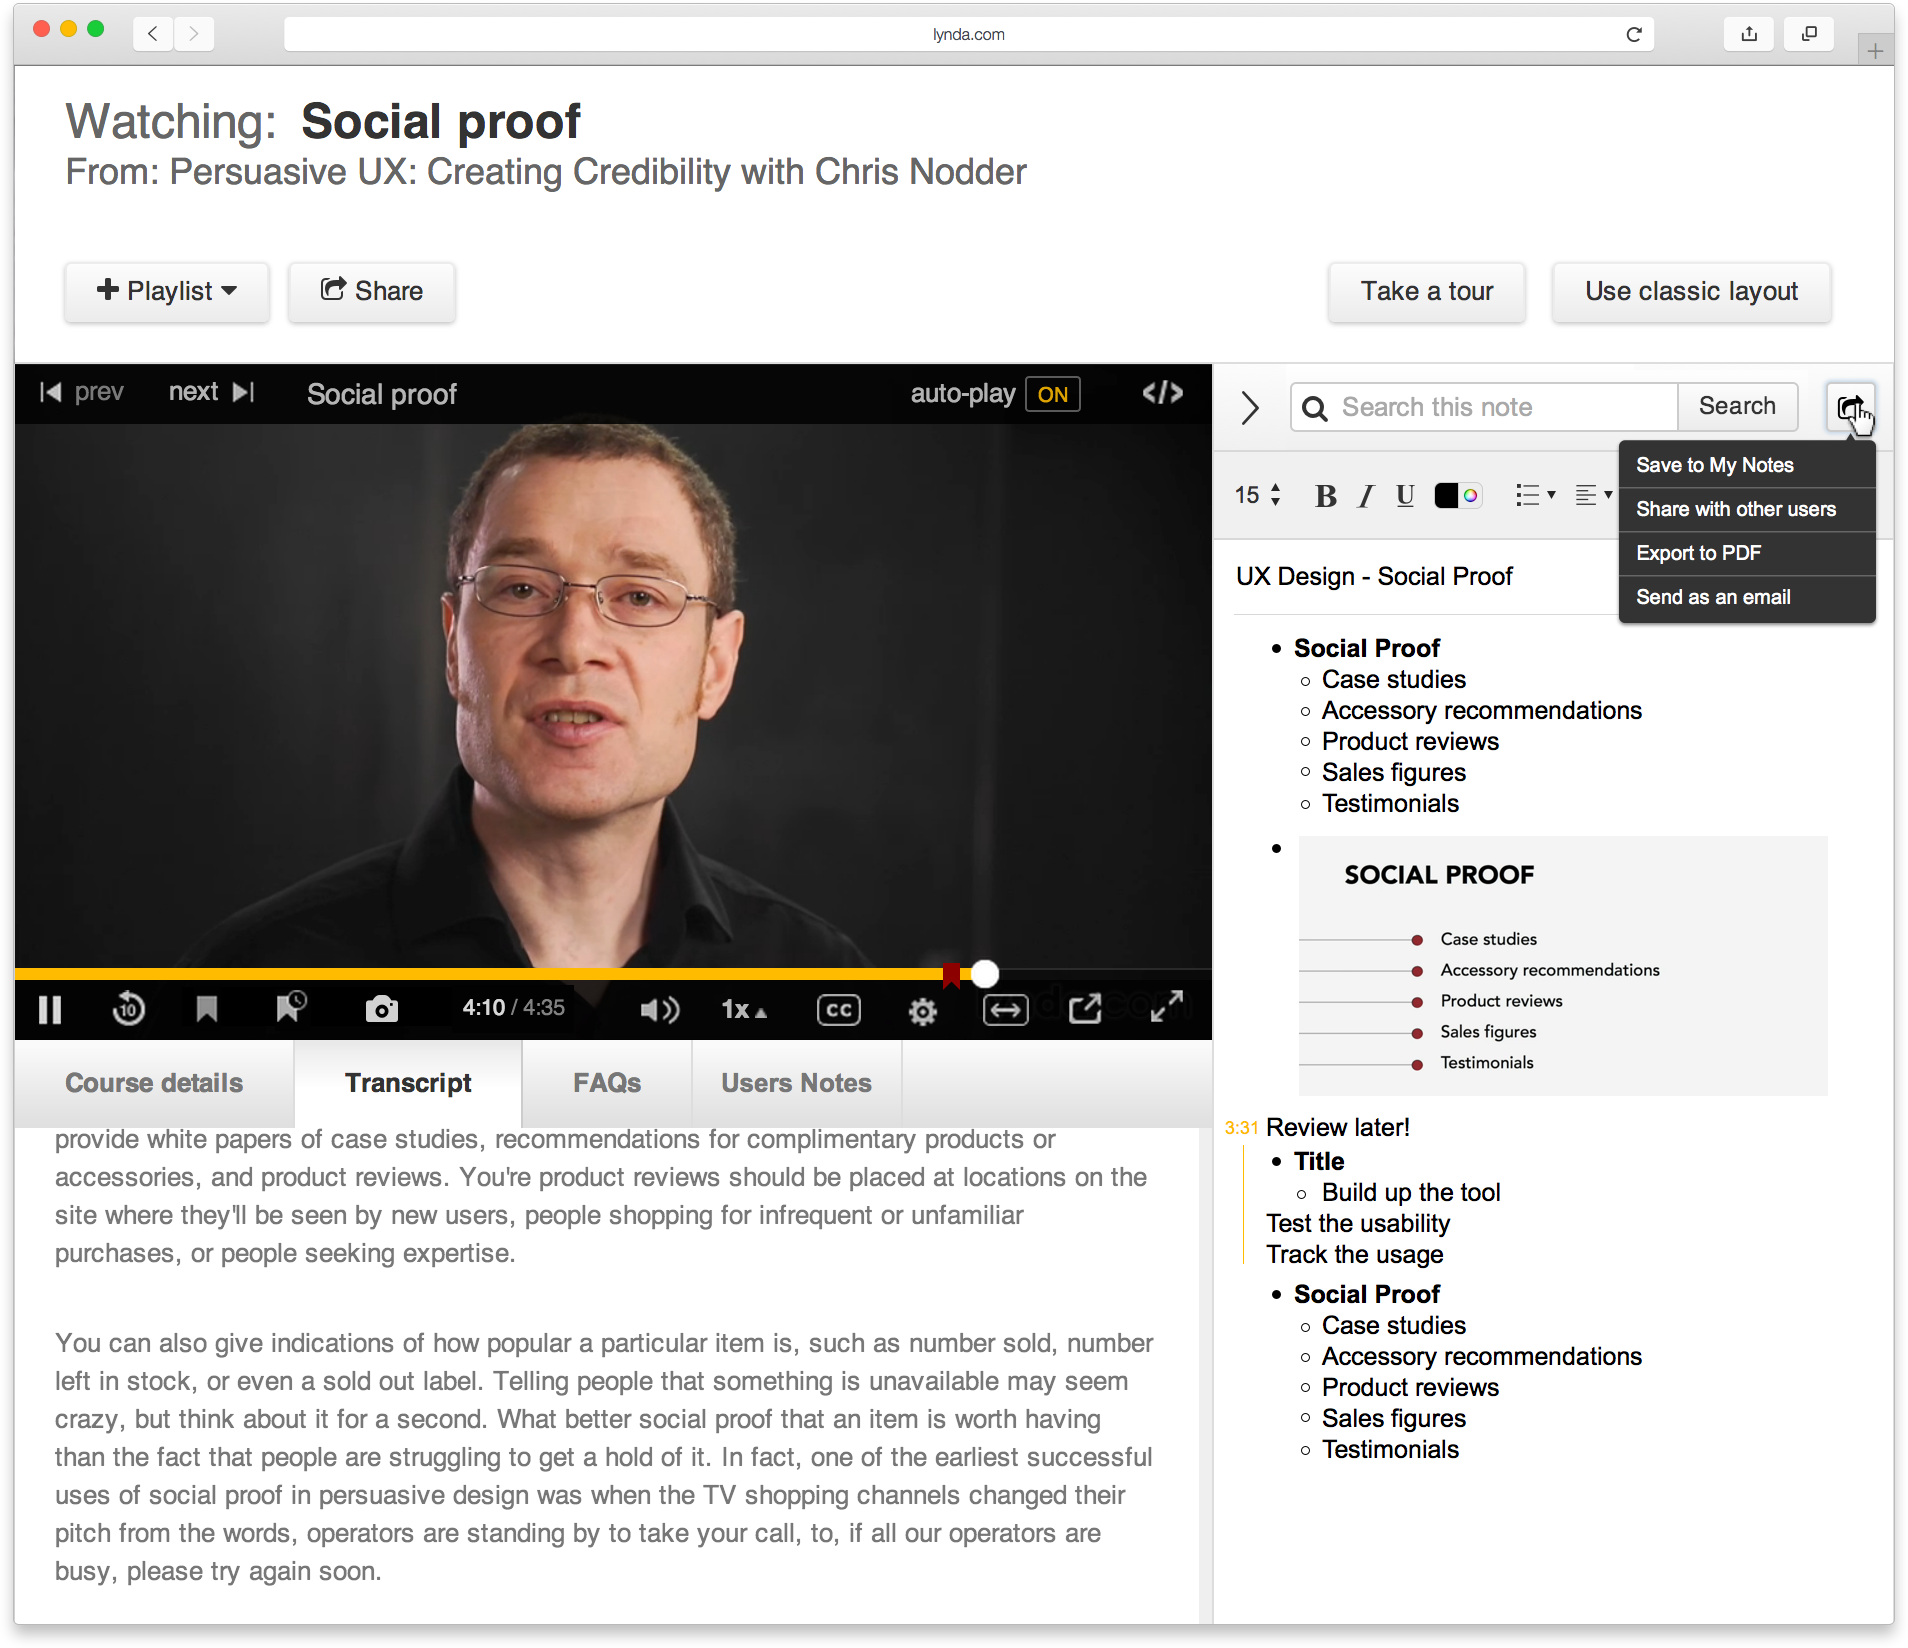 lynda.com
Watching: Social proof
From: Persuasive UX: Creating Credibility with Chris Nodder
Playlist
Share
Take a tour
Use classic layout
prev
next
Social proof
auto-play ON
</>
4:10 / 4:35
10
1x
CC
Course details
Transcript
FAQs
Users Notes
provide white papers of case studies, recommendations for complimentary products or
accessories, and product reviews. You're product reviews should be placed at locations on the
site where they'll be seen by new users, people shopping for infrequent or unfamiliar
purchases, or people seeking expertise.
You can also give indications of how popular a particular item is, such as number sold, number
left in stock, or even a sold out label. Telling people that something is unavailable may seem
crazy, but think about it for a second. What better social proof that an item is worth having
than the fact that people are struggling to get a hold of it. In fact, one of the earliest successful
uses of social proof in persuasive design was when the TV shopping channels changed their
pitch from the words, operators are standing by to take your call, to, if all our operators are
busy, please try again soon.
Search this note
Search
Save to My Notes
Share with other users
Export to PDF
Send as an email
15
B
I
U
UX Design - Social Proof
Social Proof
Case studies
Accessory recommendations
Product reviews
Sales figures
Testimonials
SOCIAL PROOF
Case studies
Accessory recommendations
Product reviews
Sales figures
Testimonials
3:31 Review later!
Title
Build up the tool
Test the usability
Track the usage
Social Proof
Case studies
Accessory recommendations
Product reviews
Sales figures
Testimonials